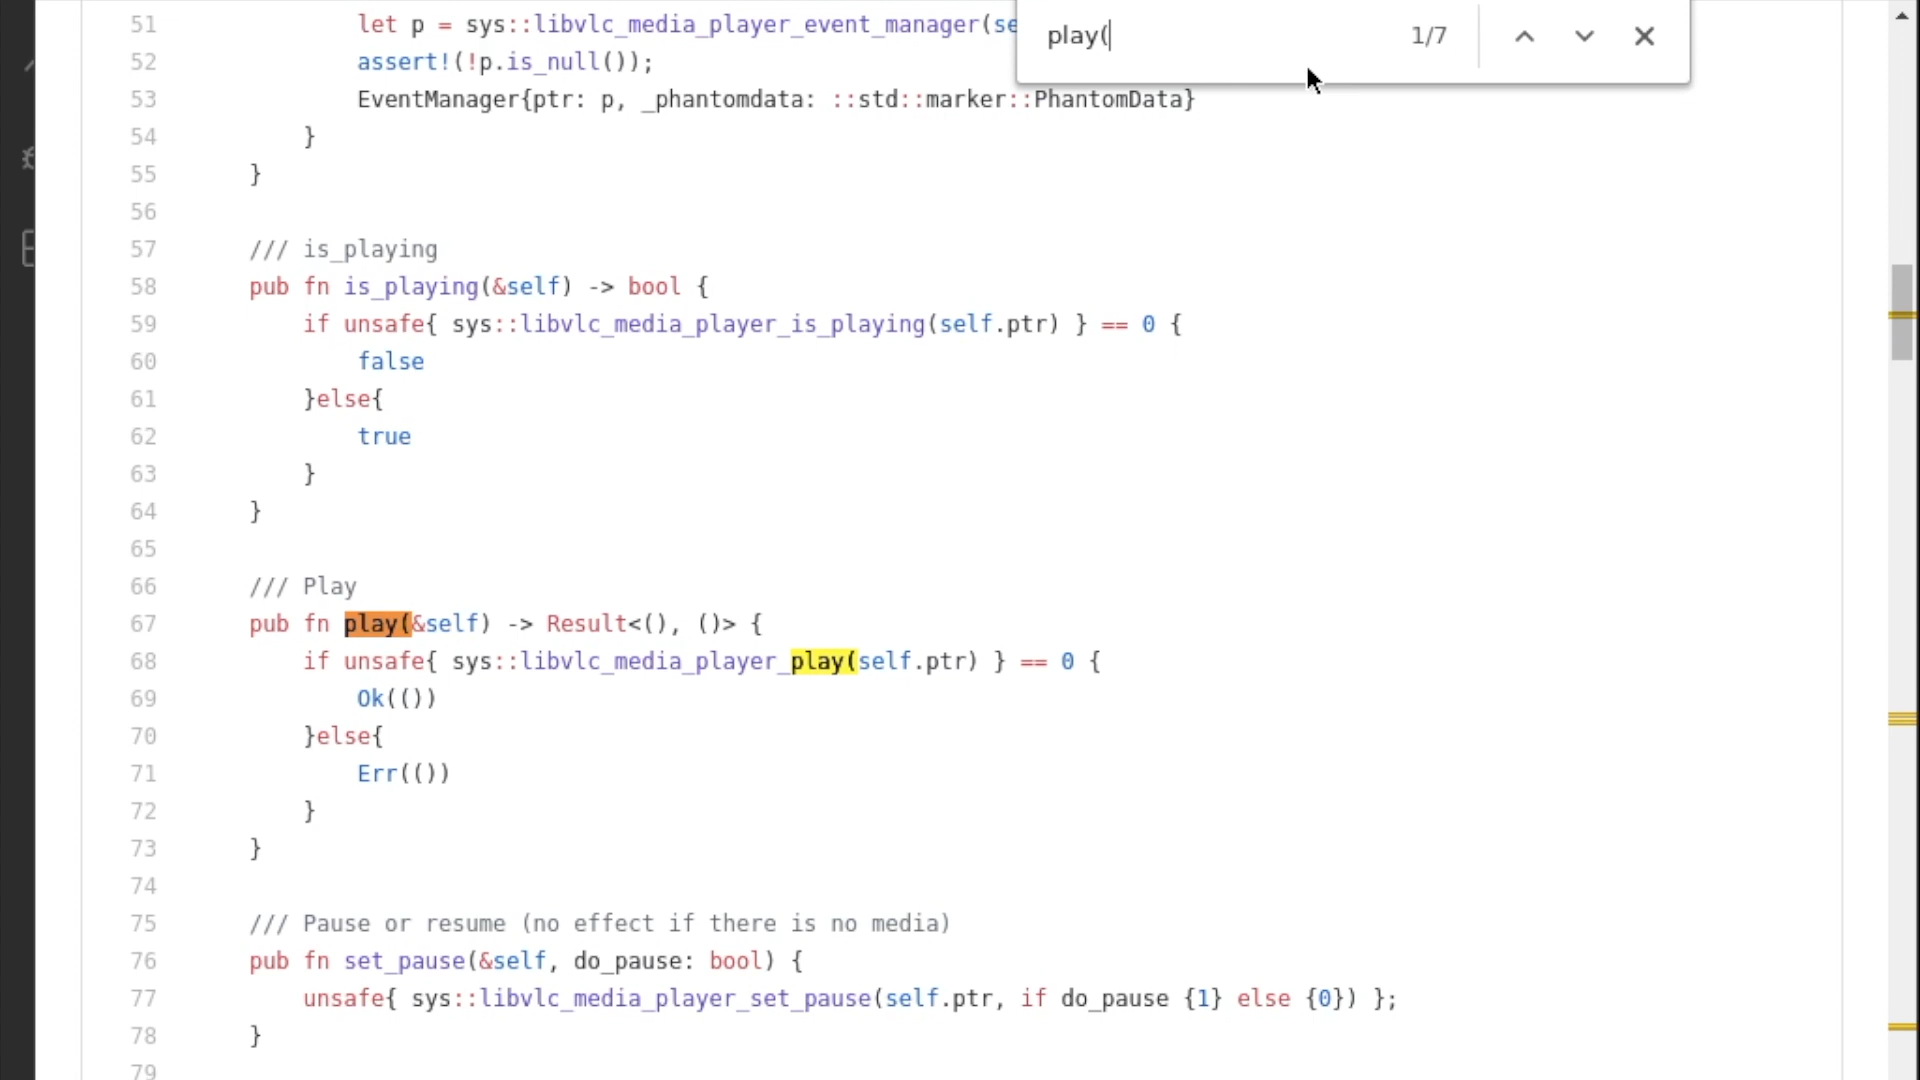 play( 1/7
51 let p = sys::libvlc_media_player_event_manager(se
52 assert!(!p.is_null());
53 EventManager{ptr: p, _phantomdata: ::std::marker::PhantomData}
54 }
55 }
56
57 /// is_playing
58 pub fn is_playing(&self) -> bool {
59 if unsafe{ sys::libvlc_media_player_is_playing(self.ptr) } == 0 {
60 false
61 }else{
62 true
63 }
64 }
65
66 /// Play
67 pub fn play(&self) -> Result<(), ()> {
68 if unsafe{ sys::libvlc_media_player_play(self.ptr) } == 0 {
69 Ok(())
70 }else{
71 Err(())
72 }
73 }
74
75 /// Pause or resume (no effect if there is no media)
76 pub fn set_pause(&self, do_pause: bool) {
77 unsafe{ sys::libvlc_media_player_set_pause(self.ptr, if do_pause {1} else {0}) };
78 }
79